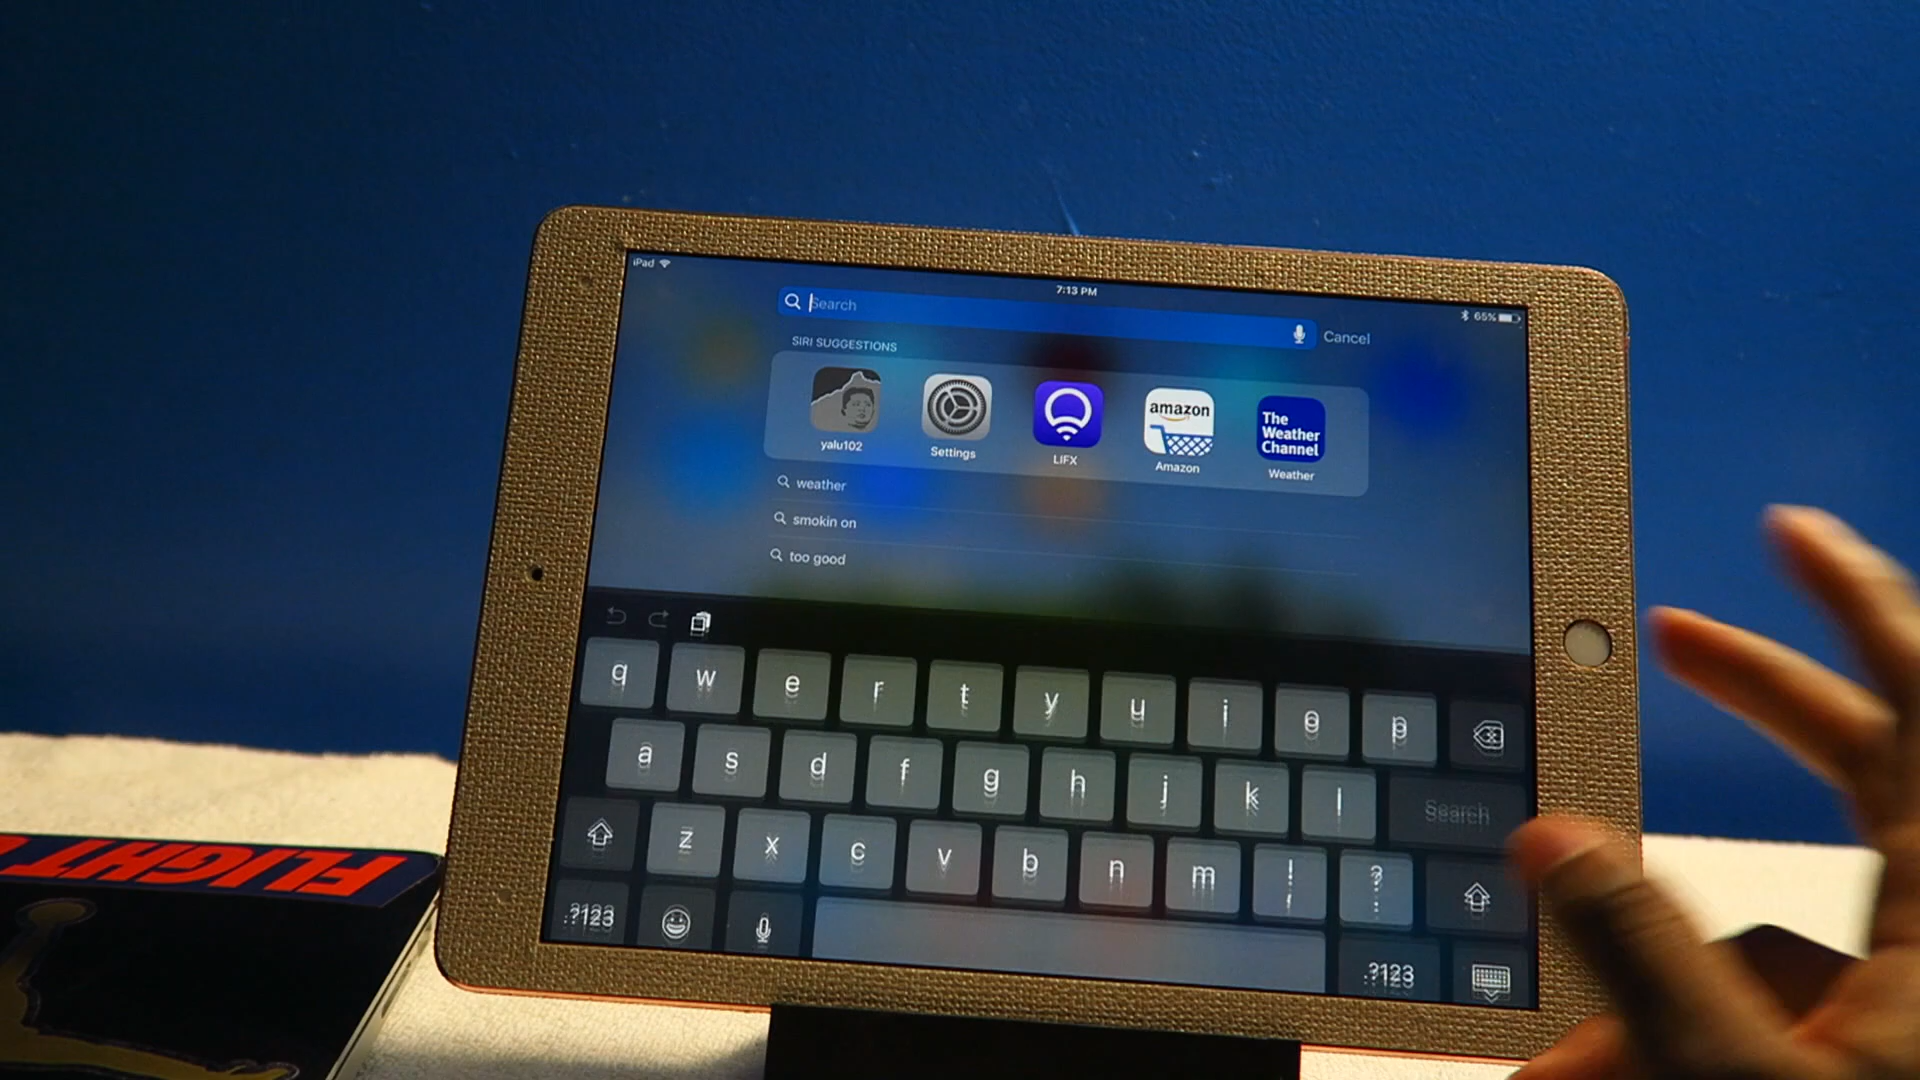 iPad
7:13 PM
65%
Search
Cancel
SIRI SUGGESTIONS
amazon
The
Weather
Channel
yalu102
Settings
LIFX
Amazon
Weather
weather
smokin on
too good
q w e r t y u i o p
a s d f g h j k l Search
z x c v b n m ! ?
.?123 .?123
FLIGHT